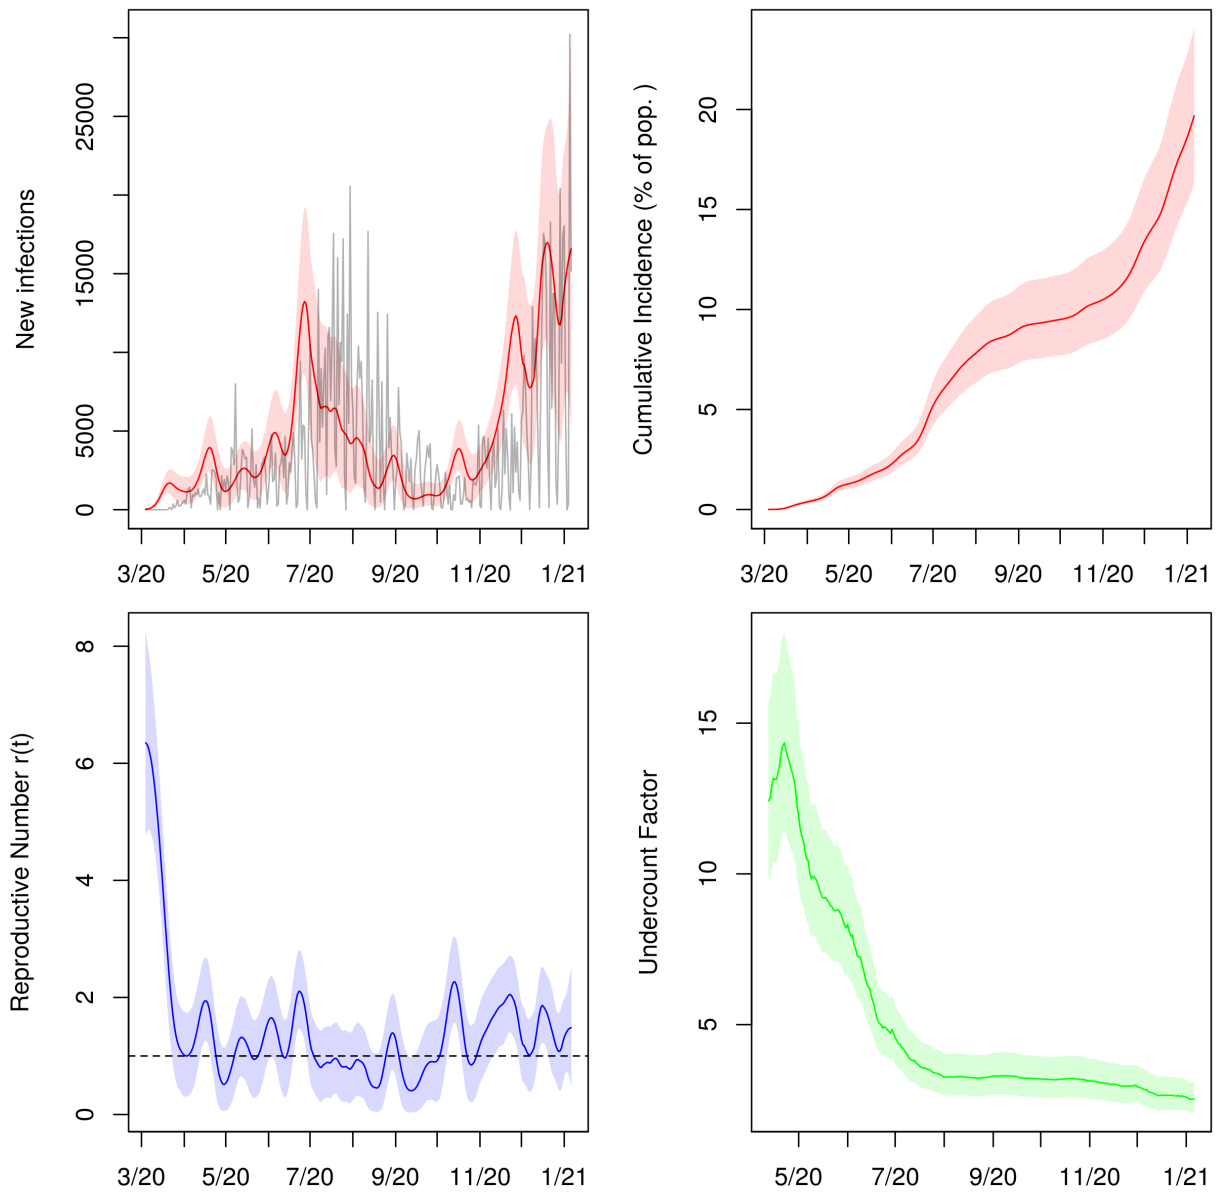 New infections
0
5000
15000
25000
3/20 5/20 7/20 9/20 11/20 1/21
Cumulative Incidence (% of pop. )
0
5
10
15
20
3/20 5/20 7/20 9/20 11/20 1/21
Reproductive Number r(t)
0
2
4
6
8
3/20 5/20 7/20 9/20 11/20 1/21
Undercount Factor
5
10
15
5/20 7/20 9/20 11/20 1/21